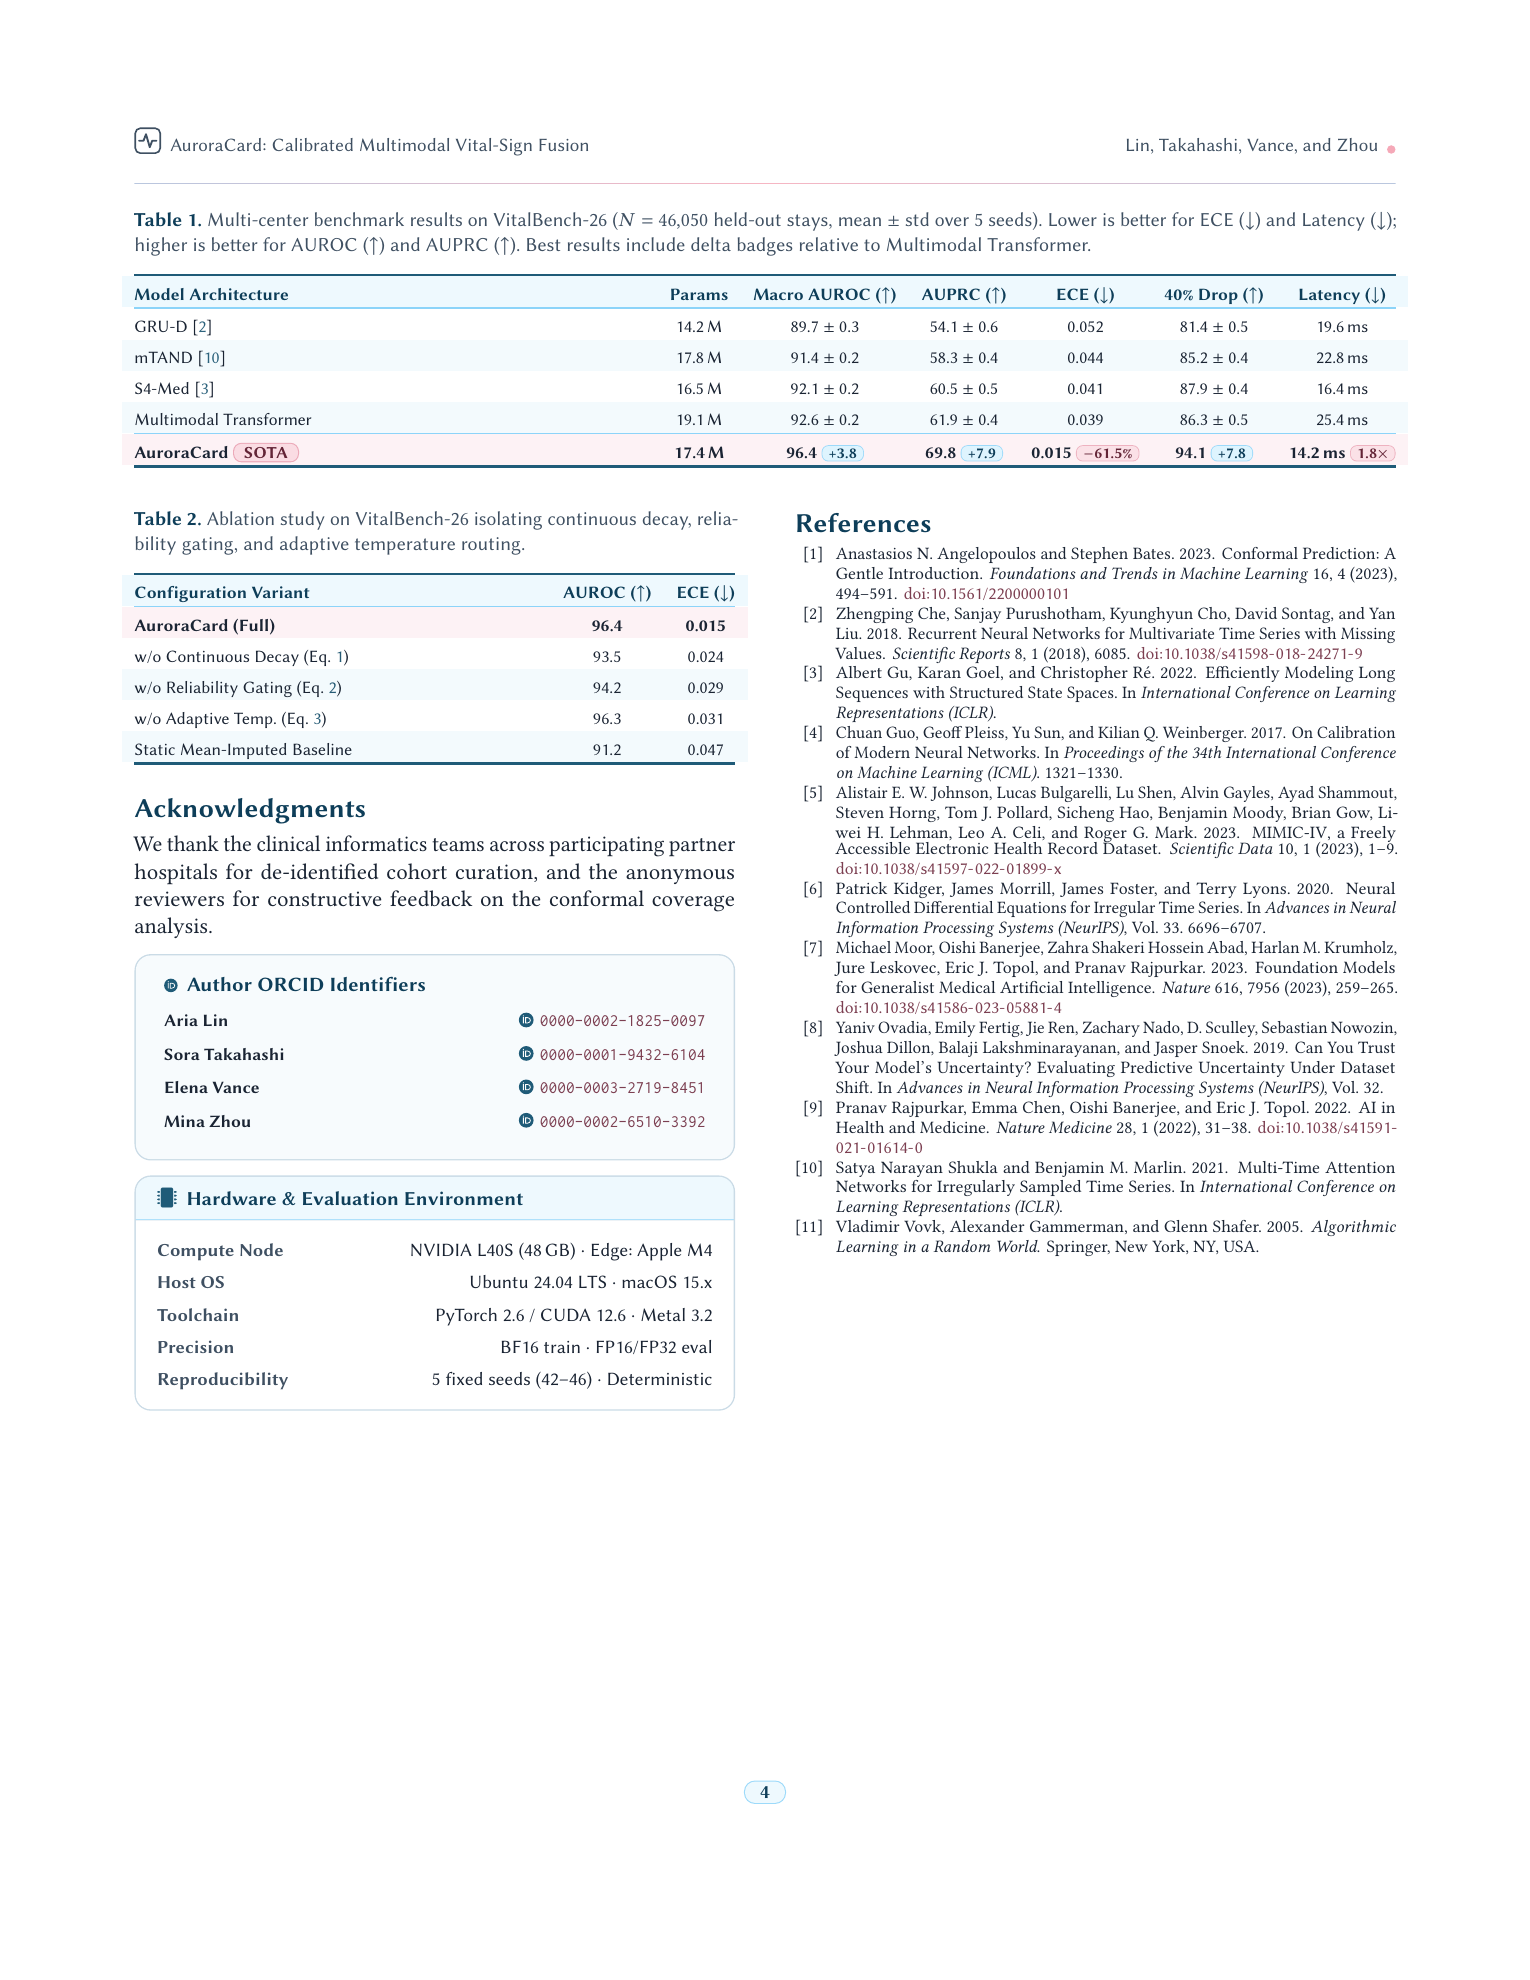 AuroraCard: Calibrated Multimodal Vital-Sign Fusion
Lin, Takahashi, Vance, and Zhou
Table 1. Multi-center benchmark results on VitalBench-26 (N = 46,050 held-out stays, mean ± std over 5 seeds). Lower is better for ECE (↓) and Latency (↓);
higher is better for AUROC (↑) and AUPRC (↑). Best results include delta badges relative to Multimodal Transformer.
Model Architecture Params Macro AUROC (↑) AUPRC (↑) ECE (↓) 40% Drop (↑) Latency (↓)
GRU-D [2] 14.2 M 89.7 ± 0.3 54.1 ± 0.6 0.052 81.4 ± 0.5 19.6 ms
mTAND [10] 17.8 M 91.4 ± 0.2 58.3 ± 0.4 0.044 85.2 ± 0.4 22.8 ms
S4-Med [3] 16.5 M 92.1 ± 0.2 60.5 ± 0.5 0.041 87.9 ± 0.4 16.4 ms
Multimodal Transformer 19.1 M 92.6 ± 0.2 61.9 ± 0.4 0.039 86.3 ± 0.5 25.4 ms
AuroraCard SOTA 17.4 M 96.4 +3.8 69.8 +7.9 0.015 −61.5% 94.1 +7.8 14.2 ms 1.8×
Table 2. Ablation study on VitalBench-26 isolating continuous decay, relia-
bility gating, and adaptive temperature routing.
Configuration Variant AUROC (↑) ECE (↓)
AuroraCard (Full) 96.4 0.015
w/o Continuous Decay (Eq. 1) 93.5 0.024
w/o Reliability Gating (Eq. 2) 94.2 0.029
w/o Adaptive Temp. (Eq. 3) 96.3 0.031
Static Mean-Imputed Baseline 91.2 0.047
Acknowledgments
We thank the clinical informatics teams across participating partner
hospitals for de-identified cohort curation, and the anonymous
reviewers for constructive feedback on the conformal coverage
analysis.
iD Author ORCID Identifiers
Aria Lin iD 0000-0002-1825-0097
Sora Takahashi iD 0000-0001-9432-6104
Elena Vance iD 0000-0003-2719-8451
Mina Zhou iD 0000-0002-6510-3392
Hardware & Evaluation Environment
Compute Node NVIDIA L40S (48 GB) · Edge: Apple M4
Host OS Ubuntu 24.04 LTS · macOS 15.x
Toolchain PyTorch 2.6 / CUDA 12.6 · Metal 3.2
Precision BF16 train · FP16/FP32 eval
Reproducibility 5 fixed seeds (42–46) · Deterministic
References
[1] Anastasios N. Angelopoulos and Stephen Bates. 2023. Conformal Prediction: A
Gentle Introduction. Foundations and Trends in Machine Learning 16, 4 (2023),
494–591. doi:10.1561/2200000101
[2] Zhengping Che, Sanjay Purushotham, Kyunghyun Cho, David Sontag, and Yan
Liu. 2018. Recurrent Neural Networks for Multivariate Time Series with Missing
Values. Scientific Reports 8, 1 (2018), 6085. doi:10.1038/s41598-018-24271-9
[3] Albert Gu, Karan Goel, and Christopher Ré. 2022. Efficiently Modeling Long
Sequences with Structured State Spaces. In International Conference on Learning
Representations (ICLR).
[4] Chuan Guo, Geoff Pleiss, Yu Sun, and Kilian Q. Weinberger. 2017. On Calibration
of Modern Neural Networks. In Proceedings of the 34th International Conference
on Machine Learning (ICML). 1321–1330.
[5] Alistair E. W. Johnson, Lucas Bulgarelli, Lu Shen, Alvin Gayles, Ayad Shammout,
Steven Horng, Tom J. Pollard, Sicheng Hao, Benjamin Moody, Brian Gow, Li-
wei H. Lehman, Leo A. Celi, and Roger G. Mark. 2023. MIMIC-IV, a Freely
Accessible Electronic Health Record Dataset. Scientific Data 10, 1 (2023), 1–9.
doi:10.1038/s41597-022-01899-x
[6] Patrick Kidger, James Morrill, James Foster, and Terry Lyons. 2020. Neural
Controlled Differential Equations for Irregular Time Series. In Advances in Neural
Information Processing Systems (NeurIPS), Vol. 33. 6696–6707.
[7] Michael Moor, Oishi Banerjee, Zahra Shakeri Hossein Abad, Harlan M. Krumholz,
Jure Leskovec, Eric J. Topol, and Pranav Rajpurkar. 2023. Foundation Models
for Generalist Medical Artificial Intelligence. Nature 616, 7956 (2023), 259–265.
doi:10.1038/s41586-023-05881-4
[8] Yaniv Ovadia, Emily Fertig, Jie Ren, Zachary Nado, D. Sculley, Sebastian Nowozin,
Joshua Dillon, Balaji Lakshminarayanan, and Jasper Snoek. 2019. Can You Trust
Your Model's Uncertainty? Evaluating Predictive Uncertainty Under Dataset
Shift. In Advances in Neural Information Processing Systems (NeurIPS), Vol. 32.
[9] Pranav Rajpurkar, Emma Chen, Oishi Banerjee, and Eric J. Topol. 2022. AI in
Health and Medicine. Nature Medicine 28, 1 (2022), 31–38. doi:10.1038/s41591-
021-01614-0
[10] Satya Narayan Shukla and Benjamin M. Marlin. 2021. Multi-Time Attention
Networks for Irregularly Sampled Time Series. In International Conference on
Learning Representations (ICLR).
[11] Vladimir Vovk, Alexander Gammerman, and Glenn Shafer. 2005. Algorithmic
Learning in a Random World. Springer, New York, NY, USA.
4